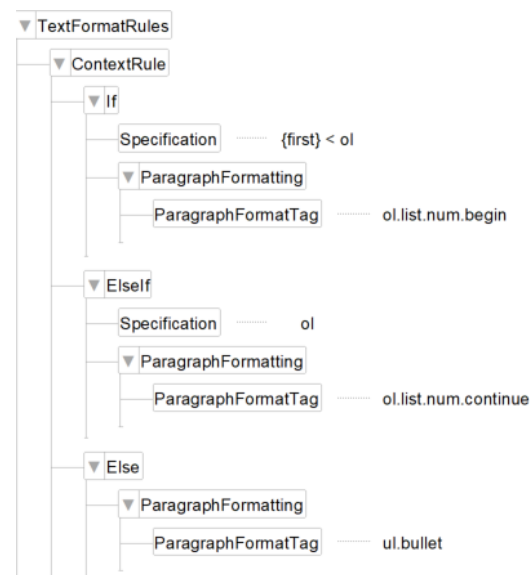 TextFormatRules
ContextRule
If
Specification {first} < ol
ParagraphFormatting
ParagraphFormatTag ol.list.num.begin
ElseIf
Specification ol
ParagraphFormatting
ParagraphFormatTag ol.list.num.continue
Else
ParagraphFormatting
ParagraphFormatTag ul.bullet